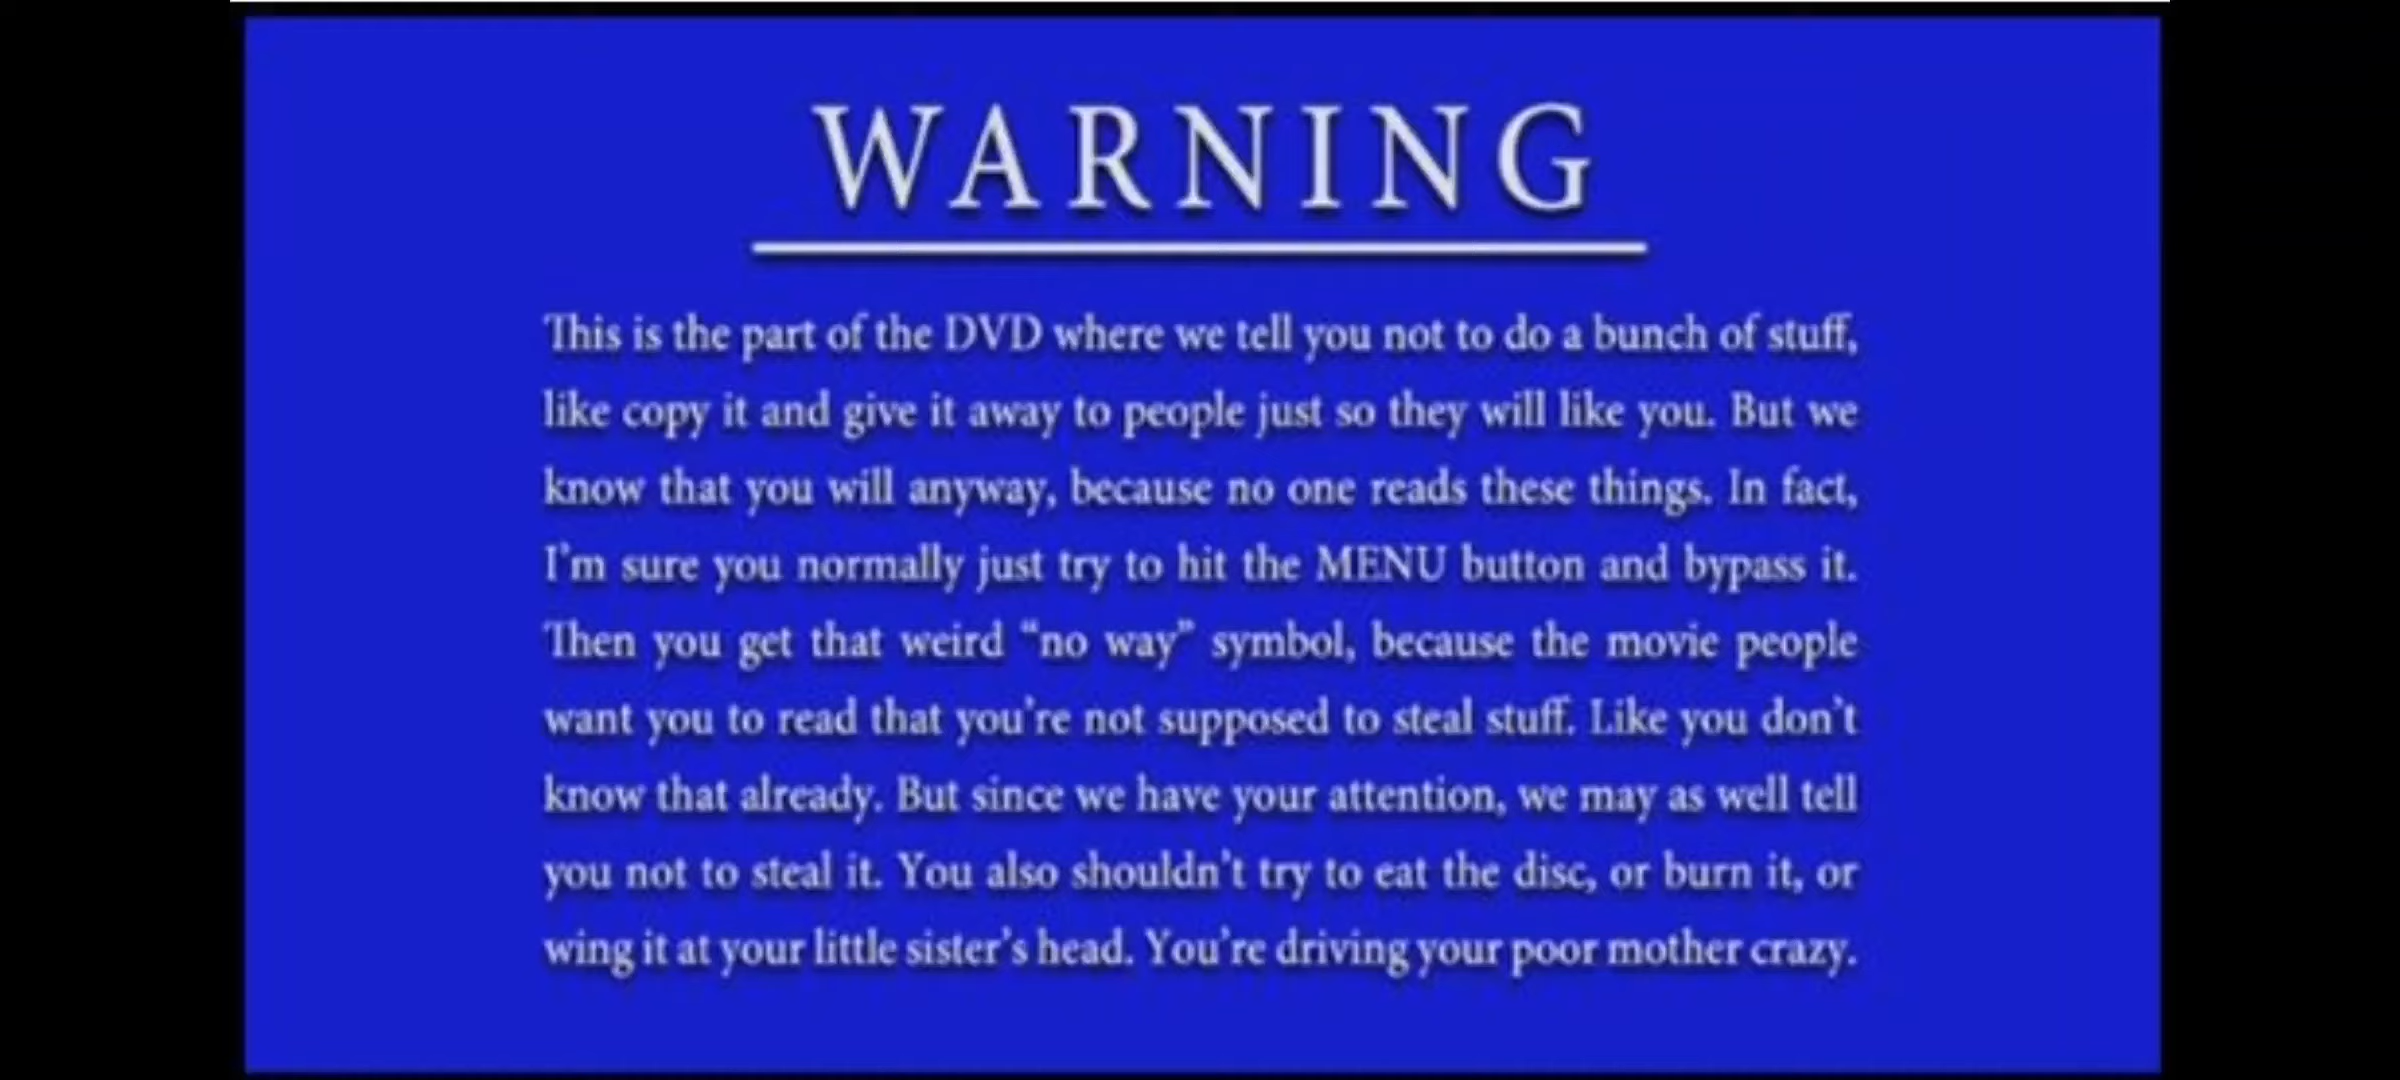 WARNING
This is the part of the DVD where we tell you not to do a bunch of stuff,
like copy it and give it away to people just so they will like you. But we
know that you will anyway, because no one reads these things. In fact,
I'm sure you normally just try to hit the MENU button and bypass it.
Then you get that weird “no way” symbol, because the movie people
want you to read that you're not supposed to steal stuff. Like you don't
know that already. But since we have your attention, we may as well tell
you not to steal it. You also shouldn't try to eat the disc, or burn it, or
wing it at your little sister's head. You're driving your poor mother crazy.